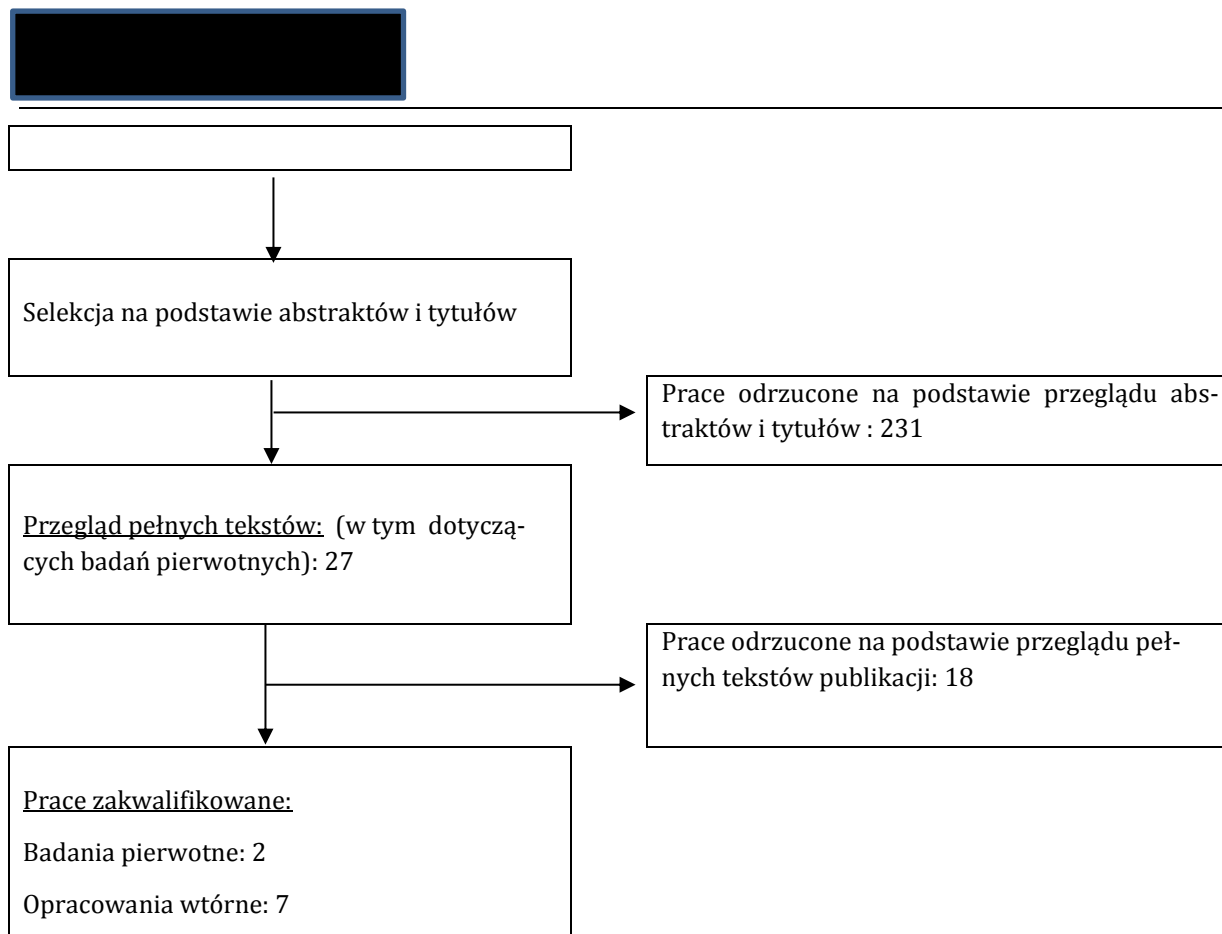 Selekcja na podstawie abstraktów i tytułów
Prace odrzucone na podstawie przeglądu abs-
traktów i tytułów : 231
Przegląd pełnych tekstów: (w tym dotyczą-
cych badań pierwotnych): 27
Prace odrzucone na podstawie przeglądu peł-
nych tekstów publikacji: 18
Prace zakwalifikowane:
Badania pierwotne: 2
Opracowania wtórne: 7